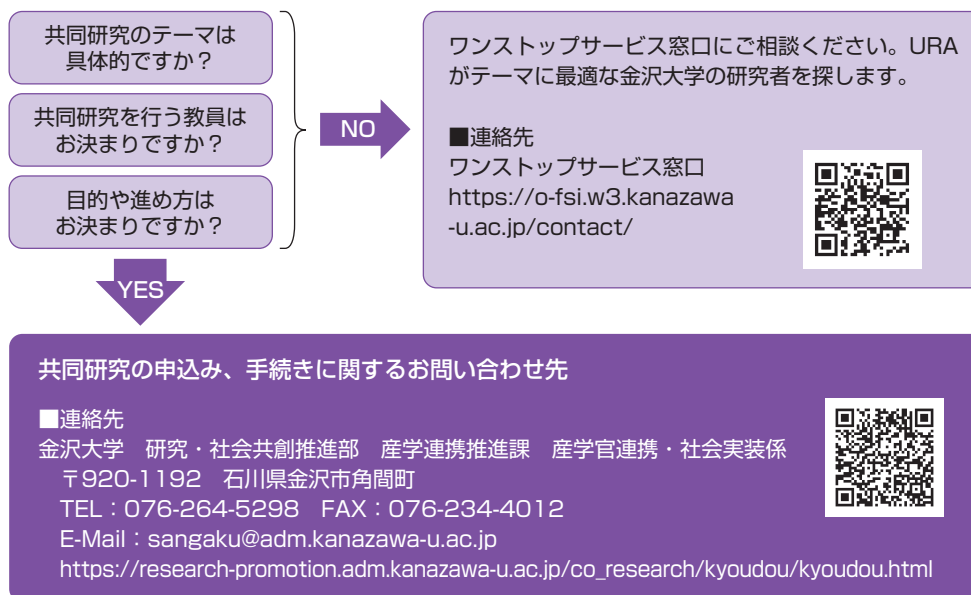 共同研究のテーマは
具体的ですか？
共同研究を行う教員は
お決まりですか？
目的や進め方は
お決まりですか？
NO
YES
ワンストップサービス窓口にご相談ください。URA
がテーマに最適な金沢大学の研究者を探します。
■連絡先
ワンストップサービス窓口
https://o-fsi.w3.kanazawa
-u.ac.jp/contact/
共同研究の申込み、手続きに関するお問い合わせ先
■連絡先
金沢大学　研究・社会共創推進部　産学連携推進課　産学官連携・社会実装係
〒920-1192　石川県金沢市角間町
TEL：076-264-5298　FAX：076-234-4012
E-Mail：sangaku@adm.kanazawa-u.ac.jp
https://research-promotion.adm.kanazawa-u.ac.jp/co_research/kyoudou/kyoudou.html